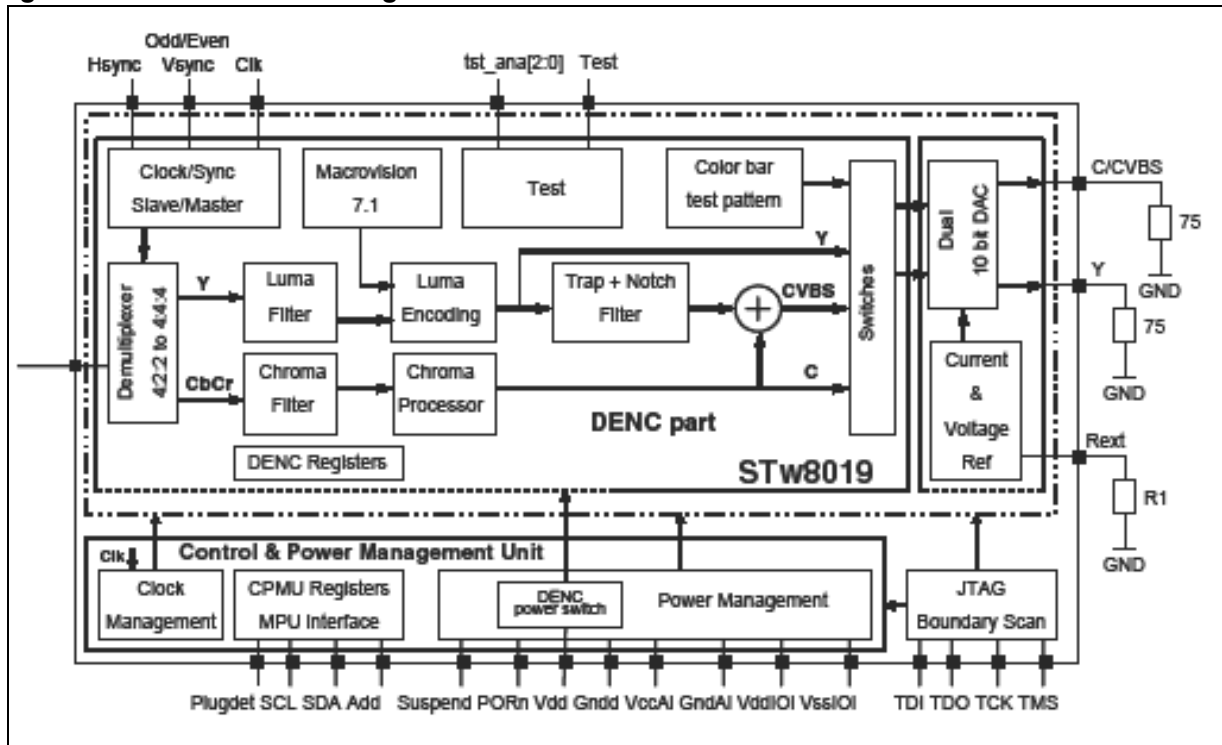 Odd/Even
Hsync Vsync Clk
tst_ana[2:0] Test
Clock/Sync
Slave/Master
Macrovision
7.1
Test
Color bar
test pattern
Switches
Dual
10 bit DAC
C/CVBS
75
GND
Y
75
GND
Demultiplexer
4:2:2 to 4:4:4
Y
Luma
Filter
Luma
Encoding
Trap + Notch
Filter
+
CVBS
Y
CbCr
Chroma
Filter
Chroma
Processor
C
DENC part
DENC Registers
STw8019
Current
&
Voltage
Ref
Rext
R1
GND
Control & Power Management Unit
Clk
Clock
Management
CPMU Registers
MPU Interface
DENC
power switch
Power Management
JTAG
Boundary Scan
Plugdet SCL SDA Add Suspend PORn Vdd Gndd VccAI GndAI VddIOI VssIOI TDI TDO TCK TMS